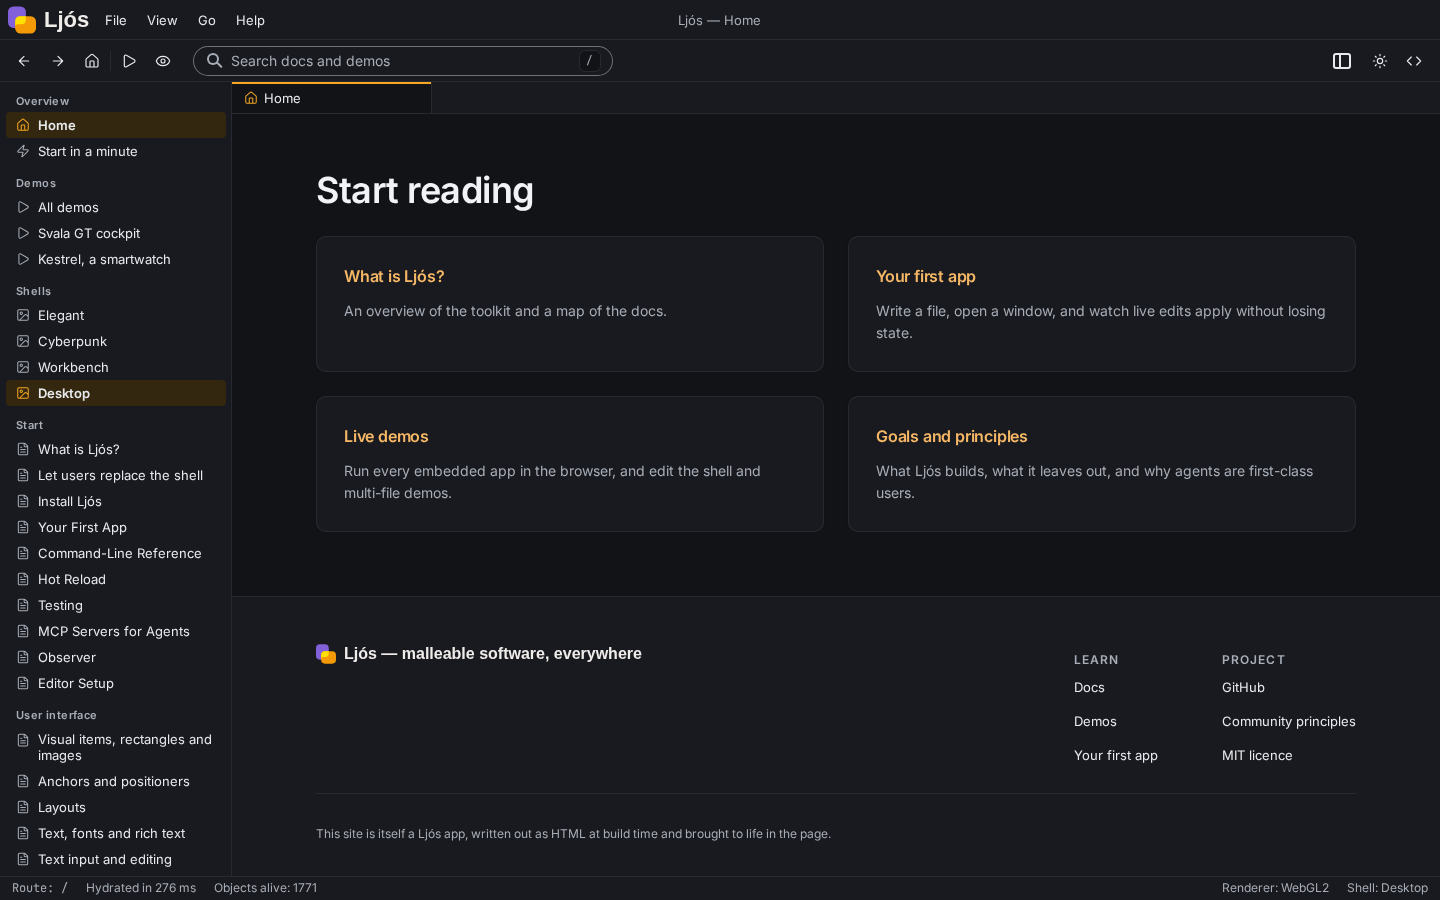 Ljós
File
View
Go
Help
Ljós — Home
Search docs and demos
/
Overview
Home
Start in a minute
Demos
All demos
Svala GT cockpit
Kestrel, a smartwatch
Shells
Elegant
Cyberpunk
Workbench
Desktop
Start
What is Ljós?
Let users replace the shell
Install Ljós
Your First App
Command-Line Reference
Hot Reload
Testing
MCP Servers for Agents
Observer
Editor Setup
User interface
Visual items, rectangles and
images
Anchors and positioners
Layouts
Text, fonts and rich text
Text input and editing
Home
Start reading
What is Ljós?
An overview of the toolkit and a map of the docs.
Your first app
Write a file, open a window, and watch live edits apply without losing
state.
Live demos
Run every embedded app in the browser, and edit the shell and
multi-file demos.
Goals and principles
What Ljós builds, what it leaves out, and why agents are first-class
users.
Ljós — malleable software, everywhere
LEARN
Docs
Demos
Your first app
PROJECT
GitHub
Community principles
MIT licence
This site is itself a Ljós app, written out as HTML at build time and brought to life in the page.
Route: /
Hydrated in 276 ms
Objects alive: 1771
Renderer: WebGL2
Shell: Desktop